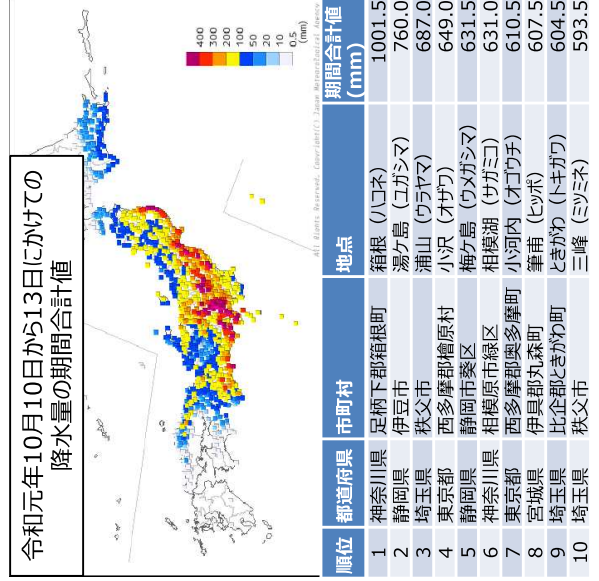 令和元年10月10日から13日にかけての
降水量の期間合計値
400
300
200
100
50
20
10
0.5
(mm)
All Rights Reserved. Copyright(C) Japan Meteorological Agency
順位 都道府県 市町村 地点 期間合計値(mm)
1 神奈川県 足柄下郡箱根町 箱根（ハコネ） 1001.5
2 静岡県 伊豆市 湯ケ島（ユガシマ） 760.0
3 埼玉県 秩父市 浦山（ウラヤマ） 687.0
4 東京都 西多摩郡檜原村 小沢（オザワ） 649.0
5 静岡県 静岡市葵区 梅ケ島（ウメガシマ） 631.5
6 神奈川県 相模原市緑区 相模湖（サガミコ） 631.0
7 東京都 西多摩郡奥多摩町 小河内（オゴウチ） 610.5
8 宮城県 伊具郡丸森町 筆甫（ヒッポ） 607.5
9 埼玉県 比企郡ときがわ町 ときがわ（トキガワ） 604.5
10 埼玉県 秩父市 三峰（ミツミネ） 593.5